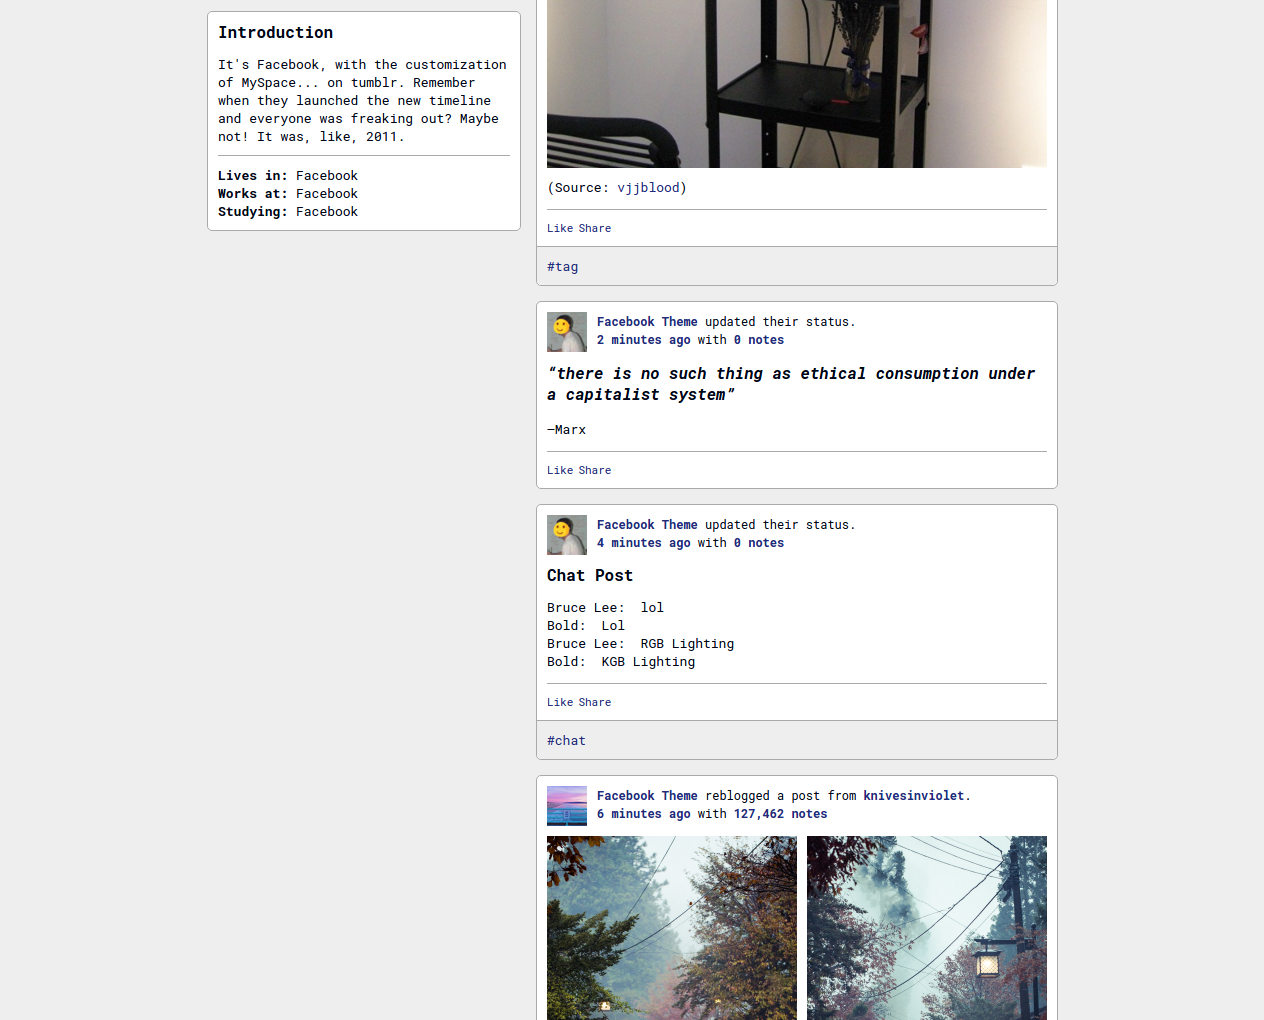 Introduction
It's Facebook, with the customization
of MySpace... on tumblr. Remember
when they launched the new timeline
and everyone was freaking out? Maybe
not! It was, like, 2011.
Lives in: Facebook
Works at: Facebook
Studying: Facebook
(Source: vjjblood)
Like Share
#tag
Facebook Theme updated their status.
2 minutes ago with 0 notes
“there is no such thing as ethical consumption under
a capitalist system”
—Marx
Like Share
Facebook Theme updated their status.
4 minutes ago with 0 notes
Chat Post
Bruce Lee: lol
Bold: Lol
Bruce Lee: RGB Lighting
Bold: KGB Lighting
Like Share
#chat
Facebook Theme reblogged a post from knivesinviolet.
6 minutes ago with 127,462 notes